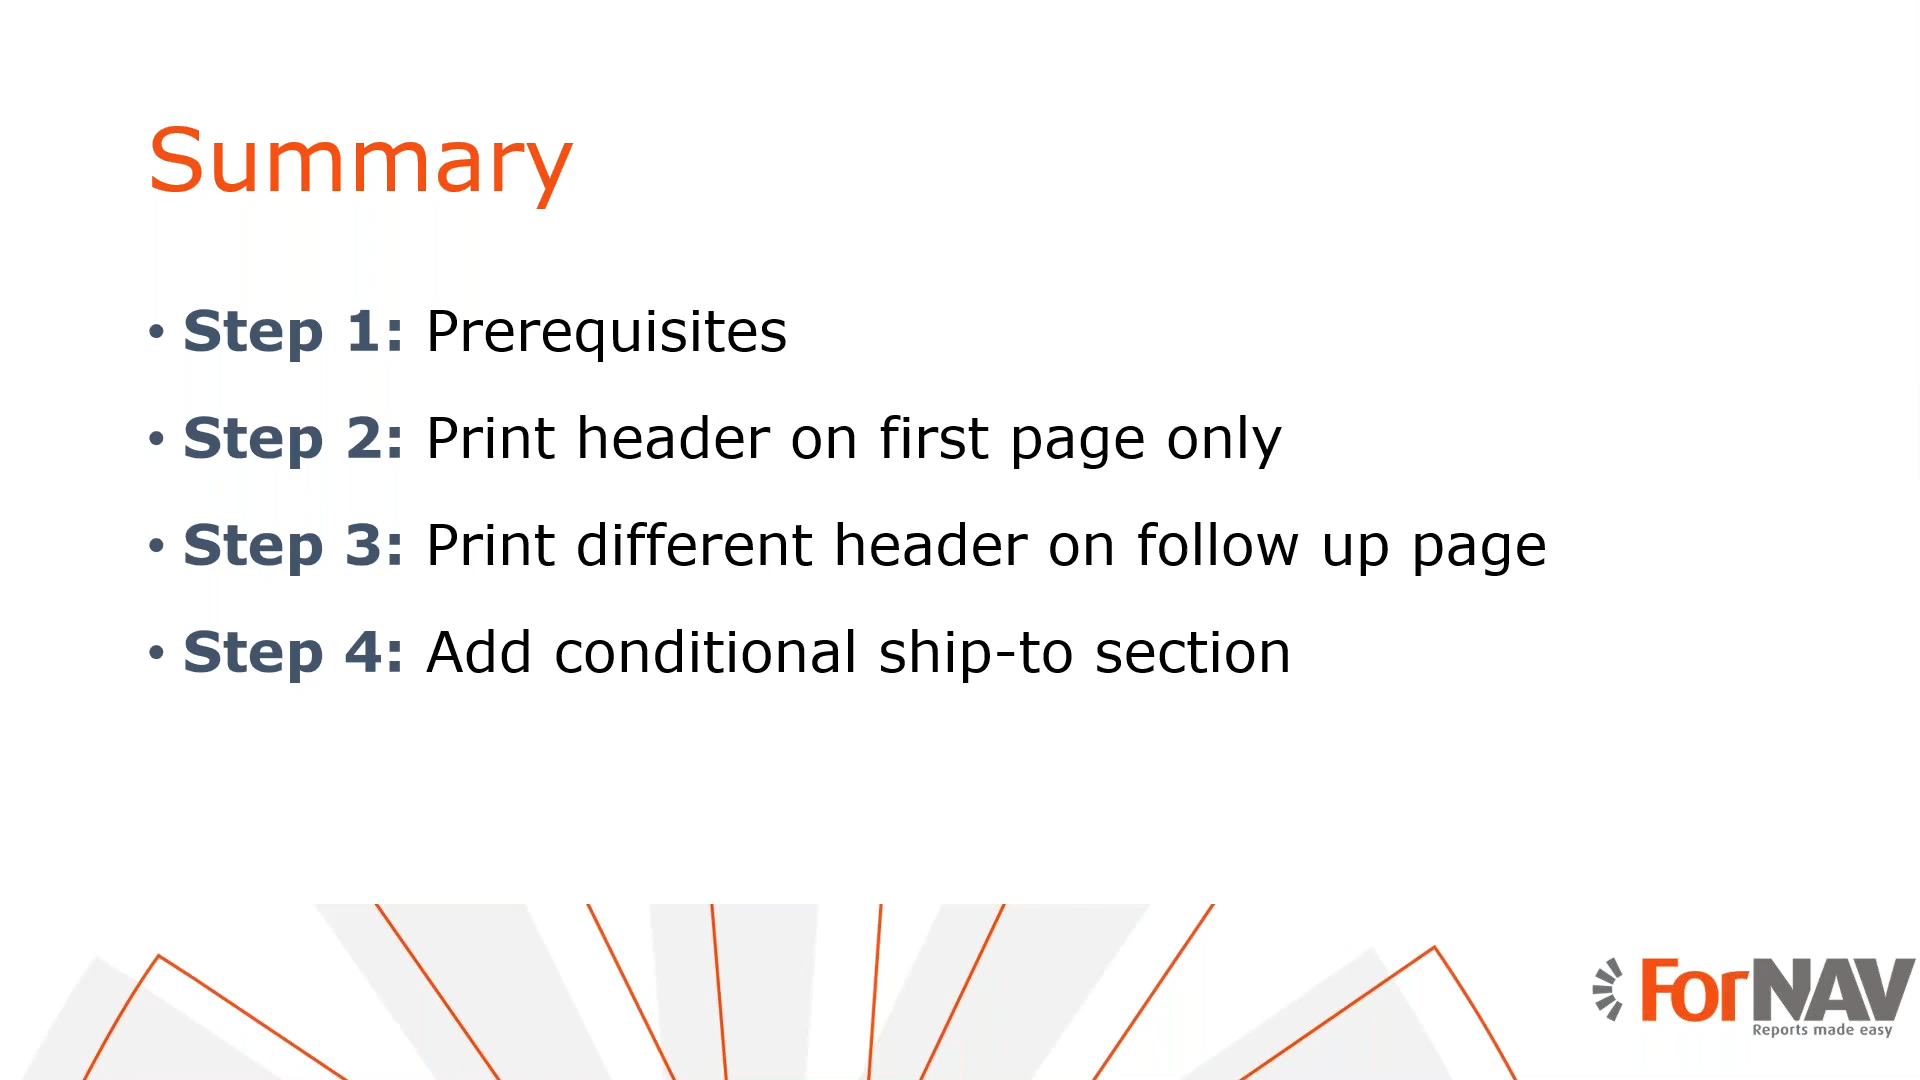 Summary
• Step 1: Prerequisites
• Step 2: Print header on first page only
• Step 3: Print different header on follow up page
• Step 4: Add conditional ship-to section
ForNAV
Reports made easy